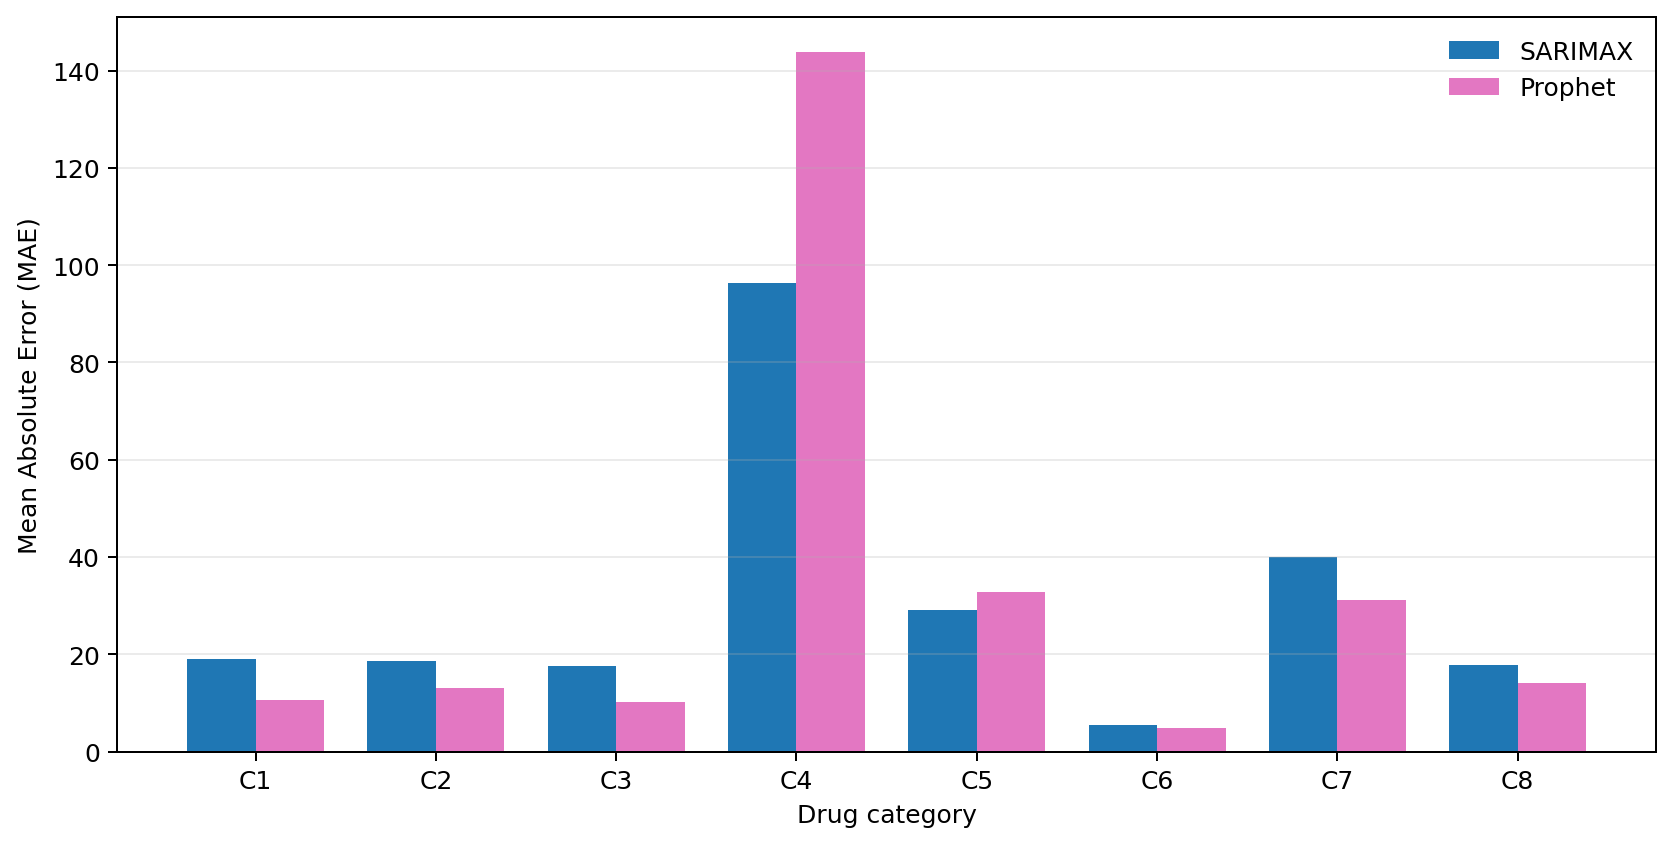 SARIMAX
Prophet
Mean Absolute Error (MAE)
140
120
100
80
60
40
20
0
C1 C2 C3 C4 C5 C6 C7 C8
Drug category